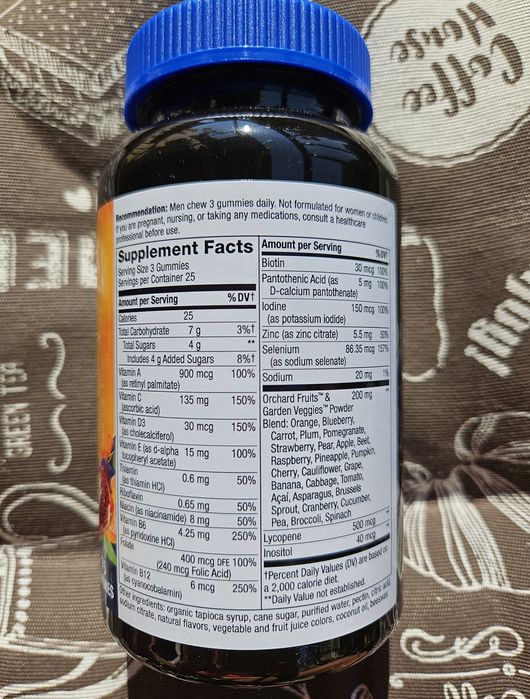 Coffee
House
GREEN TEA
Recommendation: Men chew 3 gummies daily. Not formulated for women or children.
If you are pregnant, nursing, or taking any medications, consult a healthcare
professional before use.
Supplement Facts
Serving Size 3 Gummies
Servings per Container 25
Amount per Serving %DV†
Calories 25
Total Carbohydrate 7 g 3%†
Total Sugars 4 g **
Includes 4 g Added Sugars 8%†
Vitamin A 900 mcg 100%
(as retinyl palmitate)
Vitamin C 135 mg 150%
(ascorbic acid)
Vitamin D3 30 mcg 150%
(as cholecalciferol)
Vitamin E (as d-alpha 15 mg 100%
tocopheryl acetate)
Thiamin 0.6 mg 50%
(as thiamin HCl)
Riboflavin 0.65 mg 50%
Niacin (as niacinamide) 8 mg 50%
Vitamin B6 4.25 mg 250%
(as pyridoxine HCl)
Folate 400 mcg DFE 100%
(240 mcg Folic Acid)
Vitamin B12 6 mcg 250%
(as cyanocobalamin)
Amount per Serving %DV†
Biotin 30 mcg 100%
Pantothenic Acid (as 5 mg 100%
D-calcium pantothenate)
Iodine 150 mcg 100%
(as potassium iodide)
Zinc (as zinc citrate) 5.5 mg 50%
Selenium 86.35 mcg 157%
(as sodium selenate)
Sodium 20 mg 1%
Orchard Fruits™ & 200 mg **
Garden Veggies™ Powder
Blend: Orange, Blueberry,
Carrot, Plum, Pomegranate,
Strawberry, Pear, Apple, Beet,
Raspberry, Pineapple, Pumpkin,
Cherry, Cauliflower, Grape,
Banana, Cabbage, Tomato,
Açaí, Asparagus, Brussels
Sprout, Cranberry, Cucumber,
Pea, Broccoli, Spinach
Lycopene 500 mcg **
Inositol 40 mcg **
†Percent Daily Values (DV) are based on
a 2,000 calorie diet.
**Daily Value not established.
Other ingredients: organic tapioca syrup, cane sugar, purified water, pectin, citric acid,
sodium citrate, natural flavors, vegetable and fruit juice colors, coconut oil, beeswax